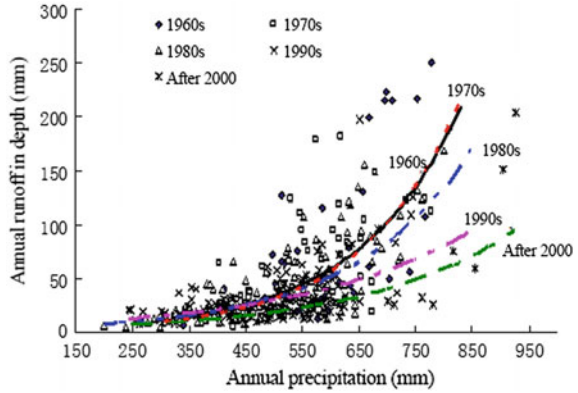 300
250
200
150
100
50
0
Annual runoff in depth (mm)
1960s
1970s
1980s
1990s
After 2000
1970s
1960s
1980s
1990s
After 2000
150 250 350 450 550 650 750 850 950
Annual precipitation (mm)